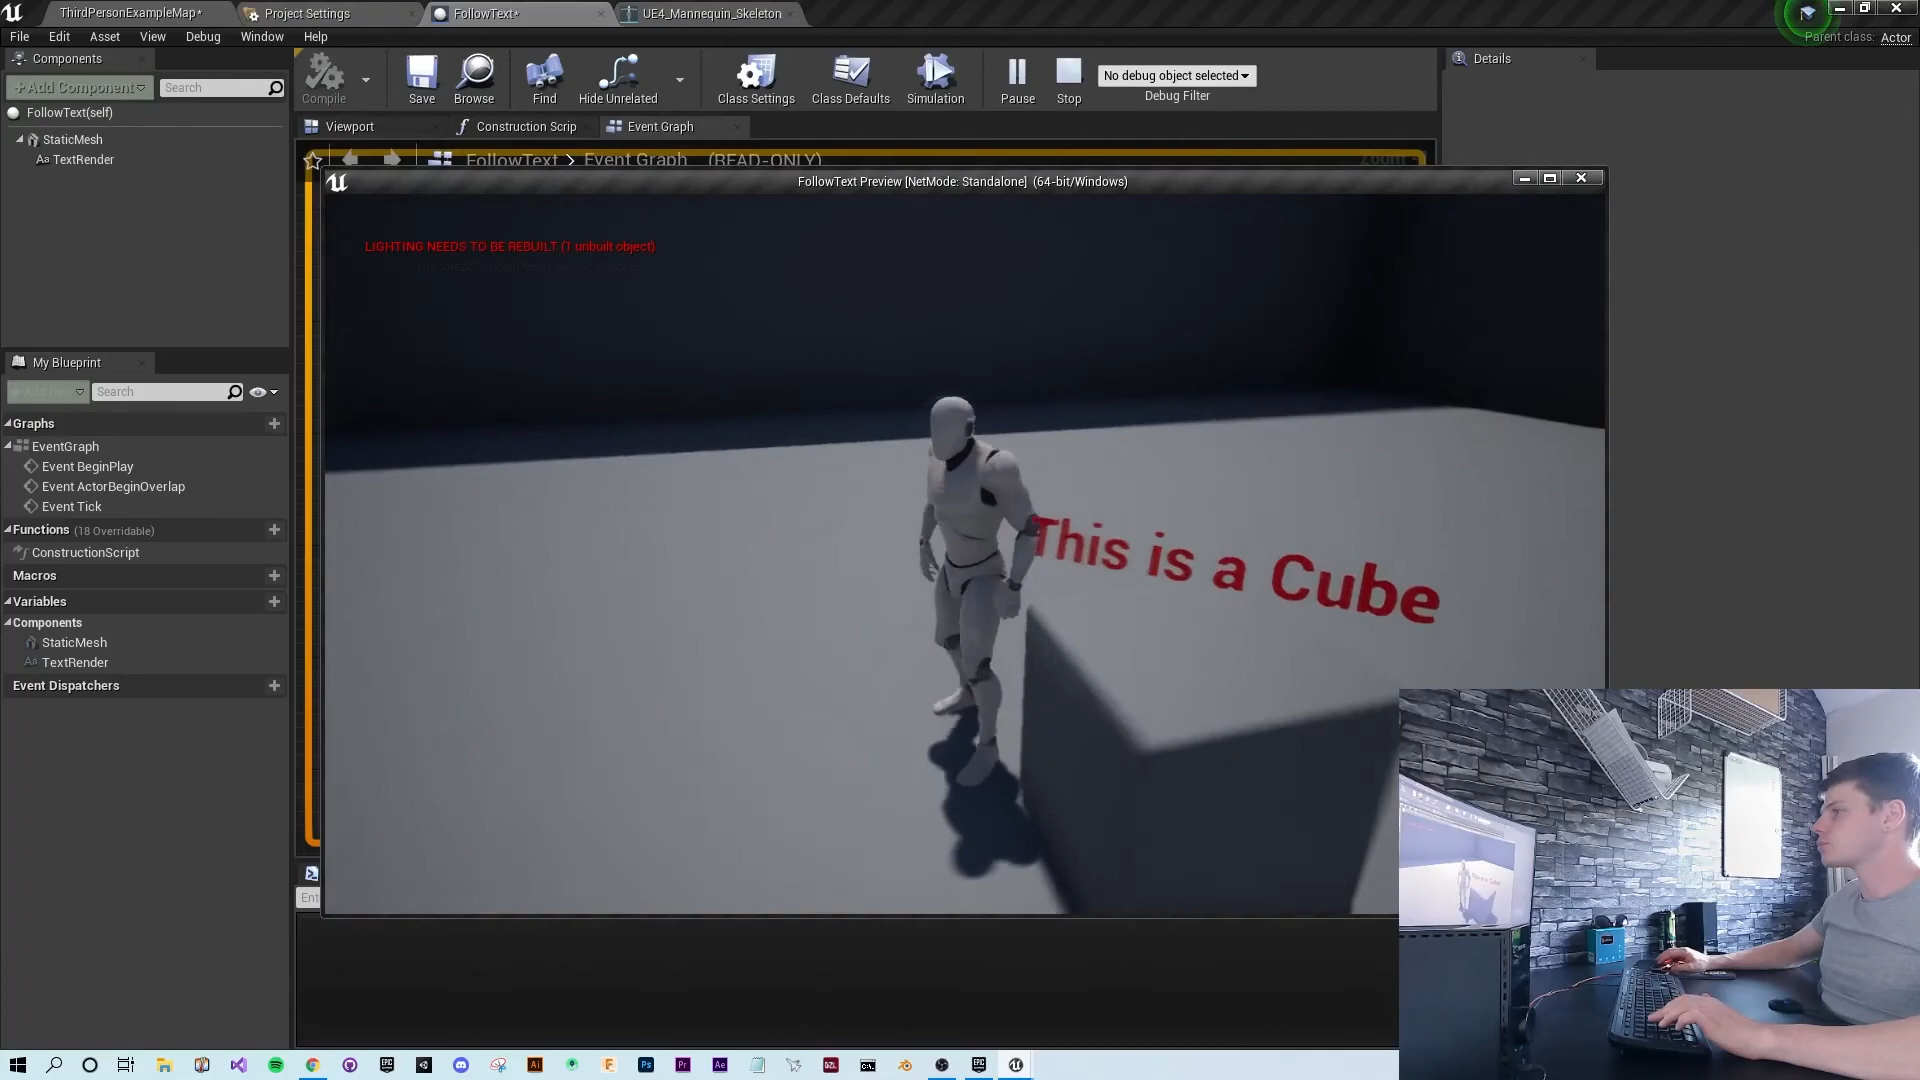 ThirdPersonExampleMap*
Project Settings
FollowText*
UE4_Mannequin_Skeleton
File Edit Asset View Debug Window Help
Parent class: Actor
Components
+Add Component
Search
FollowText(self)
StaticMesh
TextRender
Compile
Save
Browse
Find
Hide Unrelated
Class Settings
Class Defaults
Simulation
Pause
Stop
No debug object selected
Debug Filter
Details
Viewport
Construction Scrip
Event Graph
FollowText > Event Graph (READ-ONLY)
Zoom
FollowText Preview [NetMode: Standalone] (64-bit/Windows)
LIGHTING NEEDS TO BE REBUILT (1 unbuilt object)
This is a Cube
My Blueprint
Search
Graphs
EventGraph
Event BeginPlay
Event ActorBeginOverlap
Event Tick
Functions (18 Overridable)
ConstructionScript
Macros
Variables
Components
StaticMesh
TextRender
Event Dispatchers
Ent